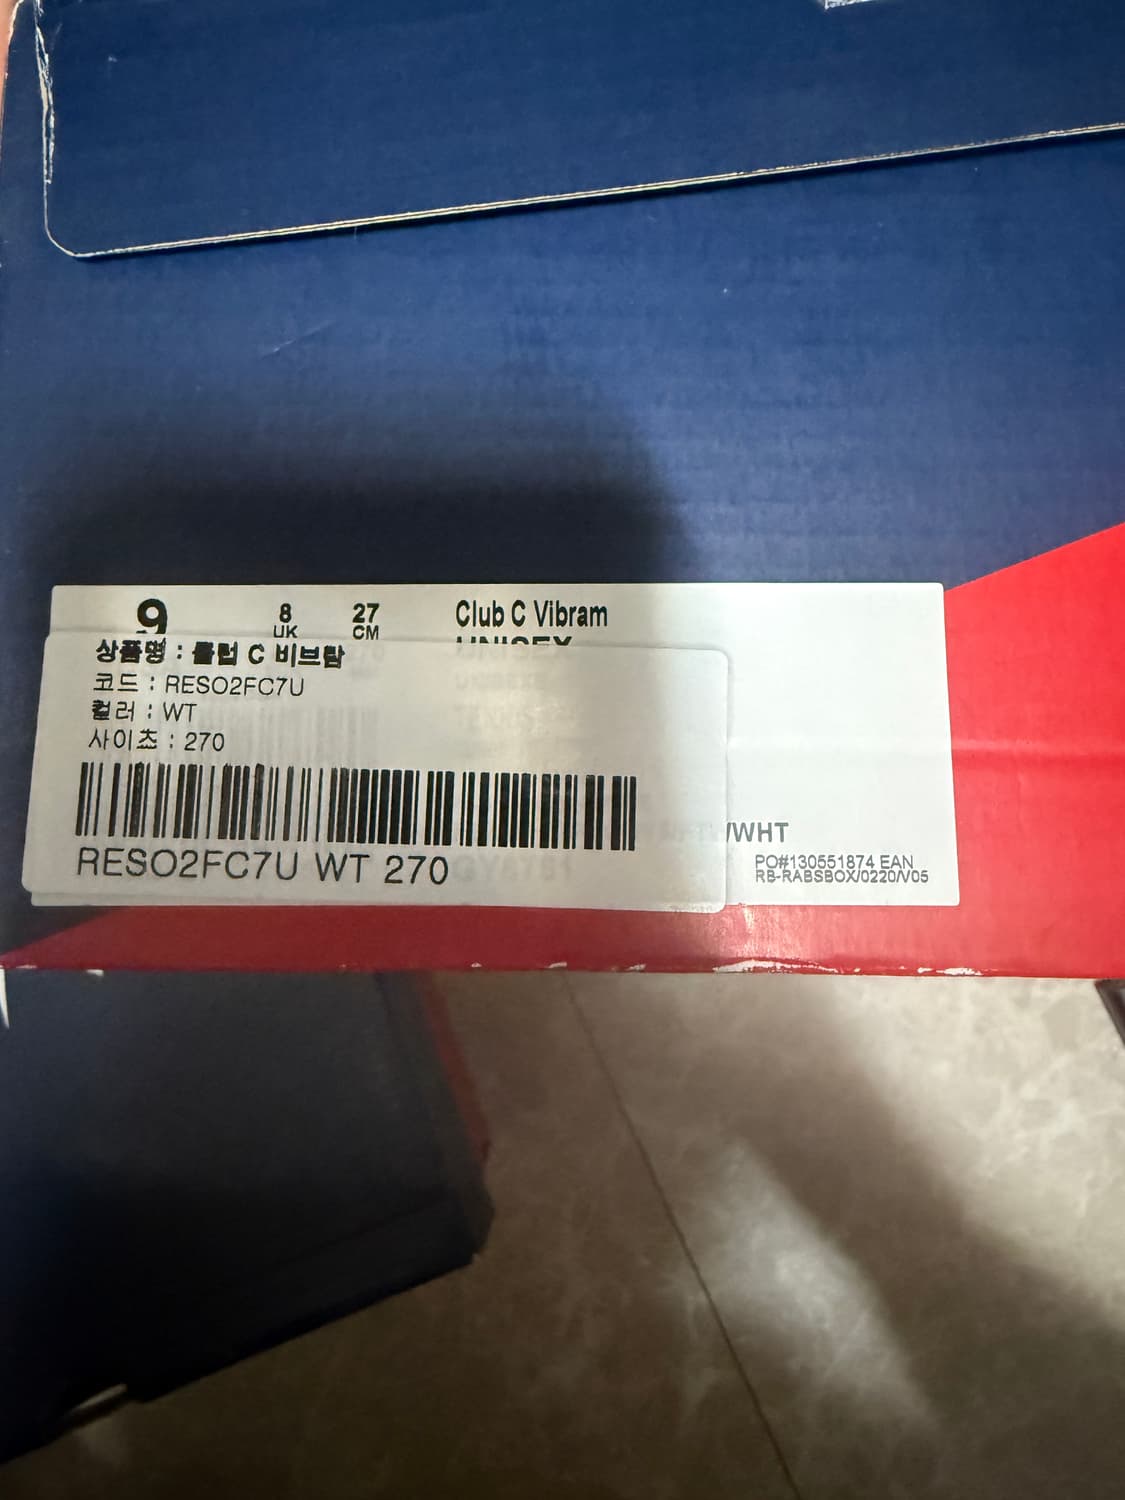 9 8 27 Club C Vibram
UK CM UNISEX
상품명 : 클럽 C 비브람
코드 : RESO2FC7U
컬러 : WT
사이즈 : 270
/WHT
RESO2FC7U WT 270
PO#130551874 EAN
RB-RABSBOX/0220/V05